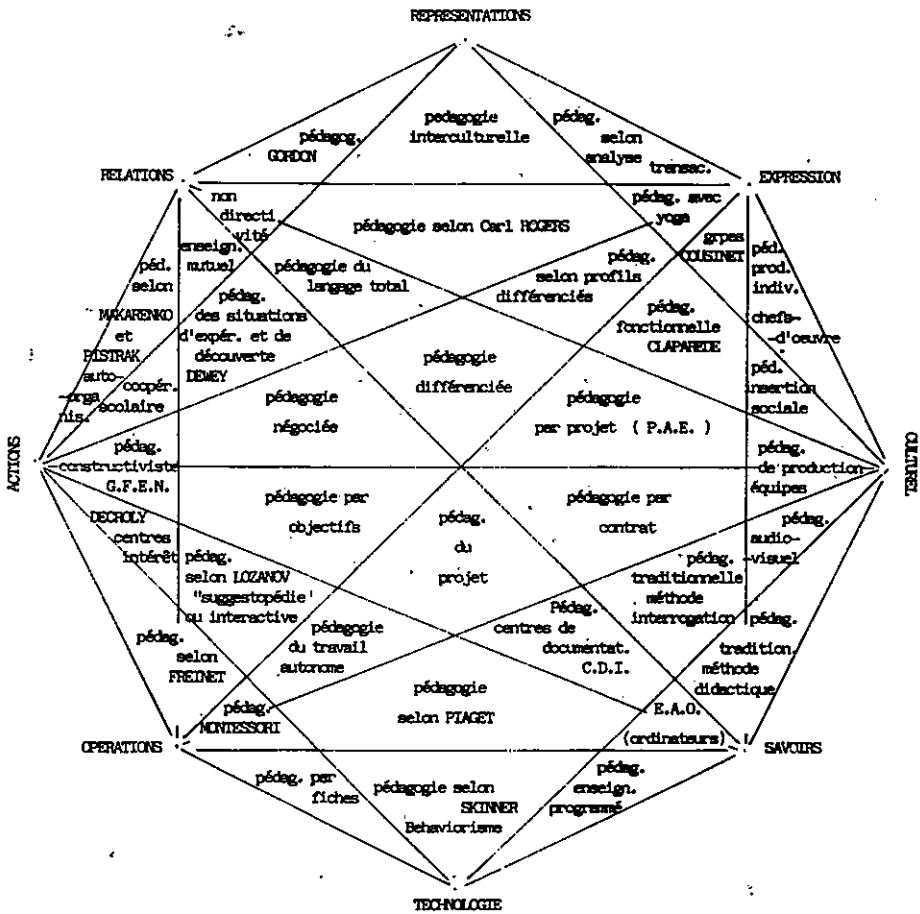 REPRESENTATIONS
pédagogie
interculturelle
pédag.
selon
analyse
transac.
pédagog.
GORDON
RELATIONS
EXPRESSION
non
directi
vité
pédagogie selon Carl ROGERS
pédag. avec
yoga
grpes
COUSINET
péd.
prod.
indiv.
chefs-
-d'oeuvre
enseign.
mutuel
péd.
selon
MAKARENKO
et
PISTRAK
auto-
-orga
nis.
coopér.
scolaire
pédagogie du
langage total
pédag.
selon profils
différenciés
pédag.
des situations
d'expér. et de
découverte
DEWEY
pédag.
fonctionnelle
CLAPAREDE
pédagogie
différenciée
péd.
insertion
sociale
pédagogie
négociée
pédagogie
par projet ( P.A.E. )
ACTIONS
CULTUREL
pédag.
constructiviste
G.F.E.N.
pédag.
de production
équipes
DECROLY
centres
intérêt
pédagogie par
objectifs
pédag.
du
projet
pédagogie par
contrat
pédag.
audio-
-visuel
pédag.
selon LOZANOV
"suggestopédie'
ou interactive
pédag.
traditionnelle
méthode
interrogation
pédag.
selon
FREINET
pédagogie
du travail
autonome
Pédag.
centres de
documentat.
C.D.I.
pédag.
tradition.
méthode
didactique
pédag.
MONTESSORI
pédagogie
selon PIAGET
E.A.O.
(ordinateurs)
OPERATIONS
SAVOIRS
pédag. par
fiches
pédagogie selon
SKINNER
Behaviorisme
pédag.
enseign.
programmé
TECHNOLOGIE